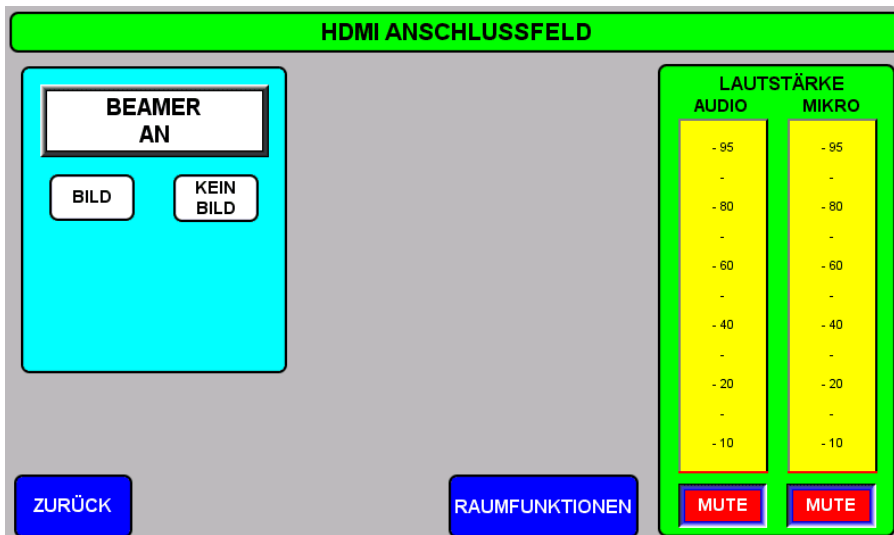 HDMI ANSCHLUSSFELD
BEAMER
AN
BILD
KEIN
BILD
LAUTSTÄRKE
AUDIO MIKRO
- 95 - 95
- -
- 80 - 80
- -
- 60 - 60
- -
- 40 - 40
- -
- 20 - 20
- -
- 10 - 10
MUTE MUTE
ZURÜCK
RAUMFUNKTIONEN